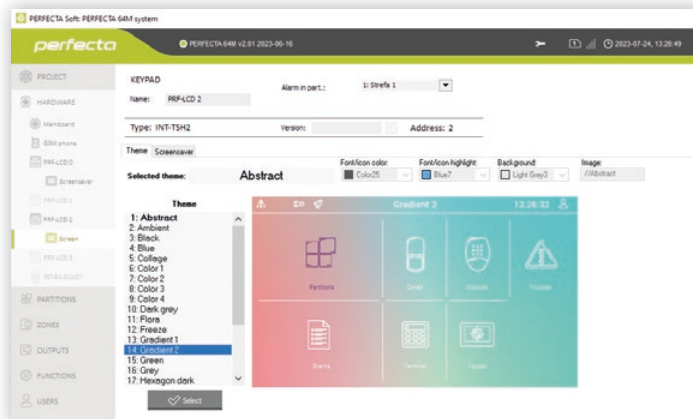 PERFECTA Soft: PERFECTA 64M system
perfecta
PERFECTA 64M v2.01 2023-06-16
1
2023-07-24, 13:26:49
PROJECT
HARDWARE
Mainboard
GSM phone
PRF-LCD 0
Screensaver
PRF-LCD 1
PRF-LCD 2
Screen
PRF-LCD 3
PARTITIONS
ZONES
OUTPUTS
FUNCTIONS
USERS
KEYPAD
Alarm in part.:
1: Strefa 1
Name:
PRF-LCD 2
Type: INT-TSH2
Version:
Address: 2
Theme
Screensaver
Selected theme:
Abstract
Font/icon color:
Color25
Font/icon highlight:
Blue7
Background:
Light Grey3
Image:
//Abstract
Theme
1: Abstract
2: Ambient
3: Black
4: Blue
5: Collage
6: Color 1
7: Color 2
8: Color 3
9: Color 4
10: Dark grey
11: Flora
12: Freeze
13: Gradient 1
14: Gradient 2
15: Green
16: Grey
17: Hexagon dark
Select
Gradient 2
13:26:32
Partitions
Zones
Outputs
Troubles
Events
Terminal
Keypad